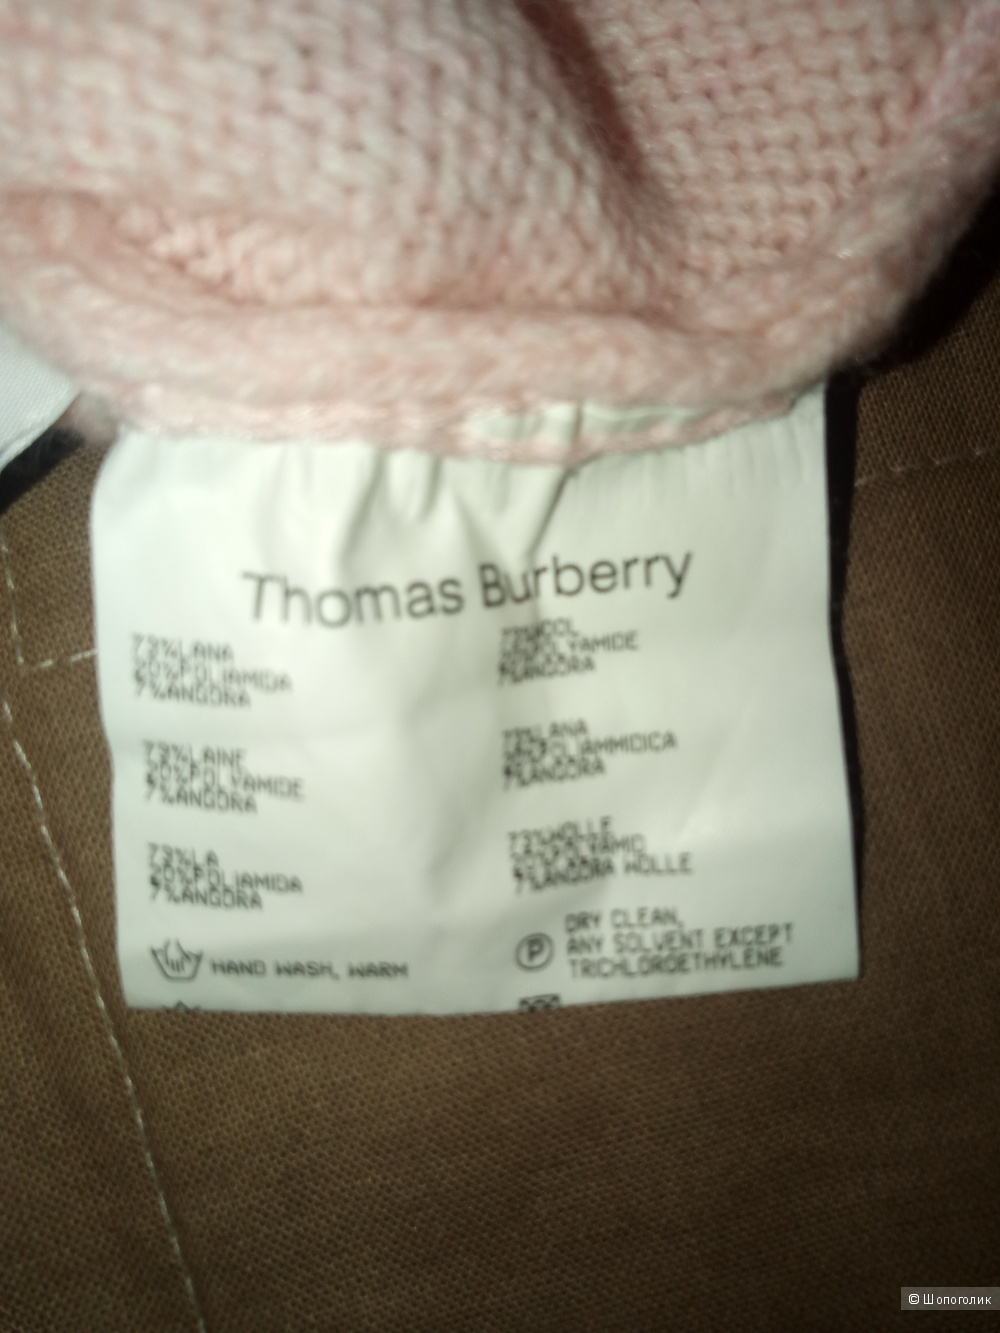 Thomas Burberry
73%LANA
20%POLIAMIDA
7%ANGORA
73%WOOL
20%POLYAMIDE
7%ANGORA
73%LAINE
20%POLYAMIDE
7%ANGORA
73%LANA
20%POLIAMMIDICA
7%ANGORA
73%LA
20%POLIAMIDA
7%ANGORA
73%WOLLE
20%POLYAMID
7%ANGORA WOLLE
HAND WASH, WARM
P
DRY CLEAN,
ANY SOLVENT EXCEPT
TRICHLOROETHYLENE
© Шопоголик